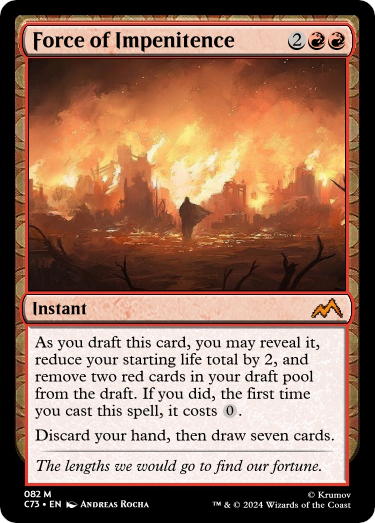 Force of Impenitence 2
Instant
As you draft this card, you may reveal it,
reduce your starting life total by 2, and
remove two red cards in your draft pool
from the draft. If you did, the first time
you cast this spell, it costs 0.
Discard your hand, then draw seven cards.
The lengths we would go to find our fortune.
082 M
C73 • EN Andreas Rocha
© Krumov
™ & © 2024 Wizards of the Coast